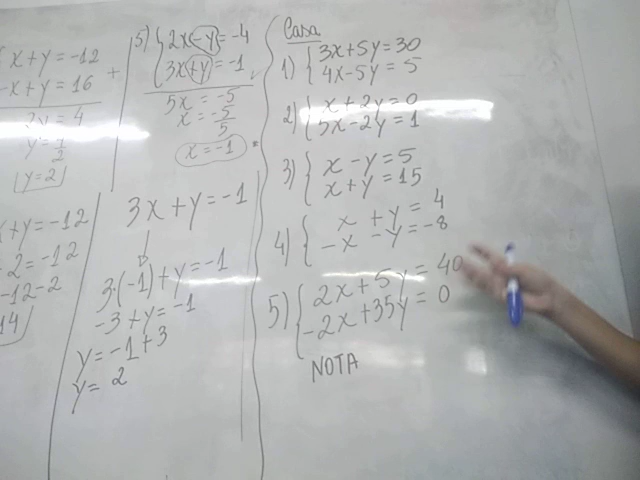 x+y=-12
-x+y=16 +
2y=4
y=4
2
y=2
x+y=-12
2=-12
-12-2
14
5) { 2x-y=-4
3x+y=-1
5x=-5
x=-5
5
x=-1
3x+y=-1
3.(-1)+y=-1
-3+y=-1
y=-1+3
y= 2
Casa
1) { 3x+5y=30
4x-5y= 5
2) { x+2y=0
5x-2y=1
3) { x-y=5
x+y=15
4) { x+y= 4
-x-y=-8
5) { 2x+5y=40
-2x+35y=0
NOTA